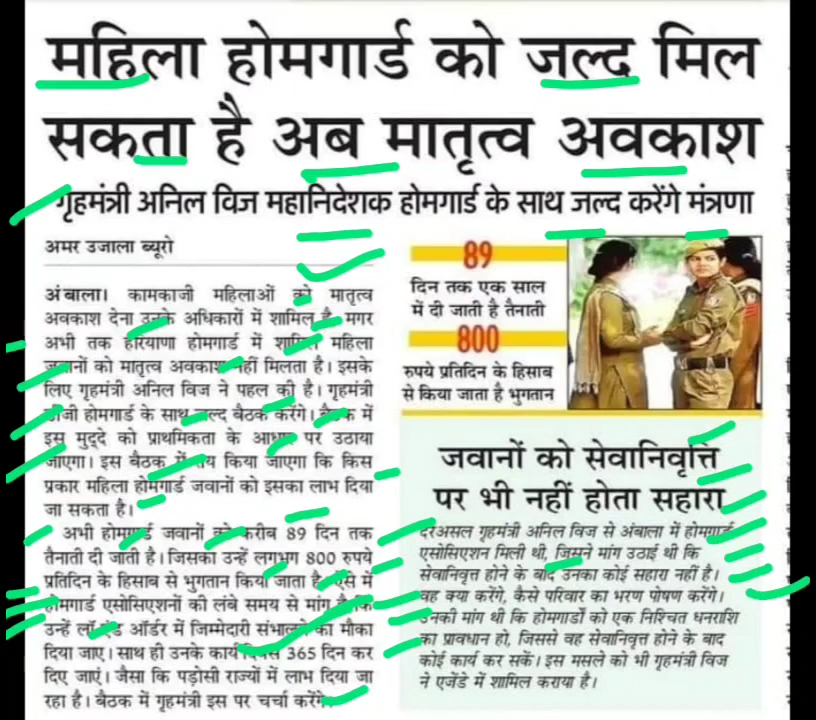 महिला होमगार्ड को जल्द मिल
सकता है अब मातृत्व अवकाश
गृहमंत्री अनिल विज महानिदेशक होमगार्ड के साथ जल्द करेंगे मंत्रणा
अमर उजाला ब्यूरो
अंबाला। कामकाजी महिलाओं को मातृत्व
अवकाश देना उनके अधिकारों में शामिल है, मगर
अभी तक हरियाणा होमगार्ड में शामिल महिला
जवानों को मातृत्व अवकाश नहीं मिलता है। इसके
लिए गृहमंत्री अनिल विज ने पहल की है। गृहमंत्री
डीजी होमगार्ड के साथ जल्द बैठक करेंगे। बैठक में
इस मुद्दे को प्राथमिकता के आधार पर उठाया
जाएगा। इस बैठक में तय किया जाएगा कि किस
प्रकार महिला होमगार्ड जवानों को इसका लाभ दिया
जा सकता है।
अभी होमगार्ड जवानों को करीब 89 दिन तक
तैनाती दी जाती है। जिसका उन्हें लगभग 800 रुपये
प्रतिदिन के हिसाब से भुगतान किया जाता है। ऐसे में
होमगार्ड एसोसिएशनों की लंबे समय से मांग है कि
उन्हें लॉ एंड ऑर्डर में जिम्मेदारी संभालने का मौका
दिया जाए। साथ ही उनके कार्य दिवस 365 दिन कर
दिए जाएं। जैसा कि पड़ोसी राज्यों में लाभ दिया जा
रहा है। बैठक में गृहमंत्री इस पर चर्चा करेंगे।
89
दिन तक एक साल
में दी जाती है तैनाती
800
रुपये प्रतिदिन के हिसाब
से किया जाता है भुगतान
जवानों को सेवानिवृत्ति
पर भी नहीं होता सहारा
दरअसल गृहमंत्री अनिल विज से अंबाला में होमगार्ड
एसोसिएशन मिली थी, जिसने मांग उठाई थी कि
सेवानिवृत्त होने के बाद उनका कोई सहारा नहीं है।
वह क्या करेंगे, कैसे परिवार का भरण पोषण करेंगे।
उनकी मांग थी कि होमगार्डों को एक निश्चित धनराशि
का प्रावधान हो, जिससे वह सेवानिवृत्त होने के बाद
कोई कार्य कर सकें। इस मसले को भी गृहमंत्री विज
ने एजेंडे में शामिल कराया है।